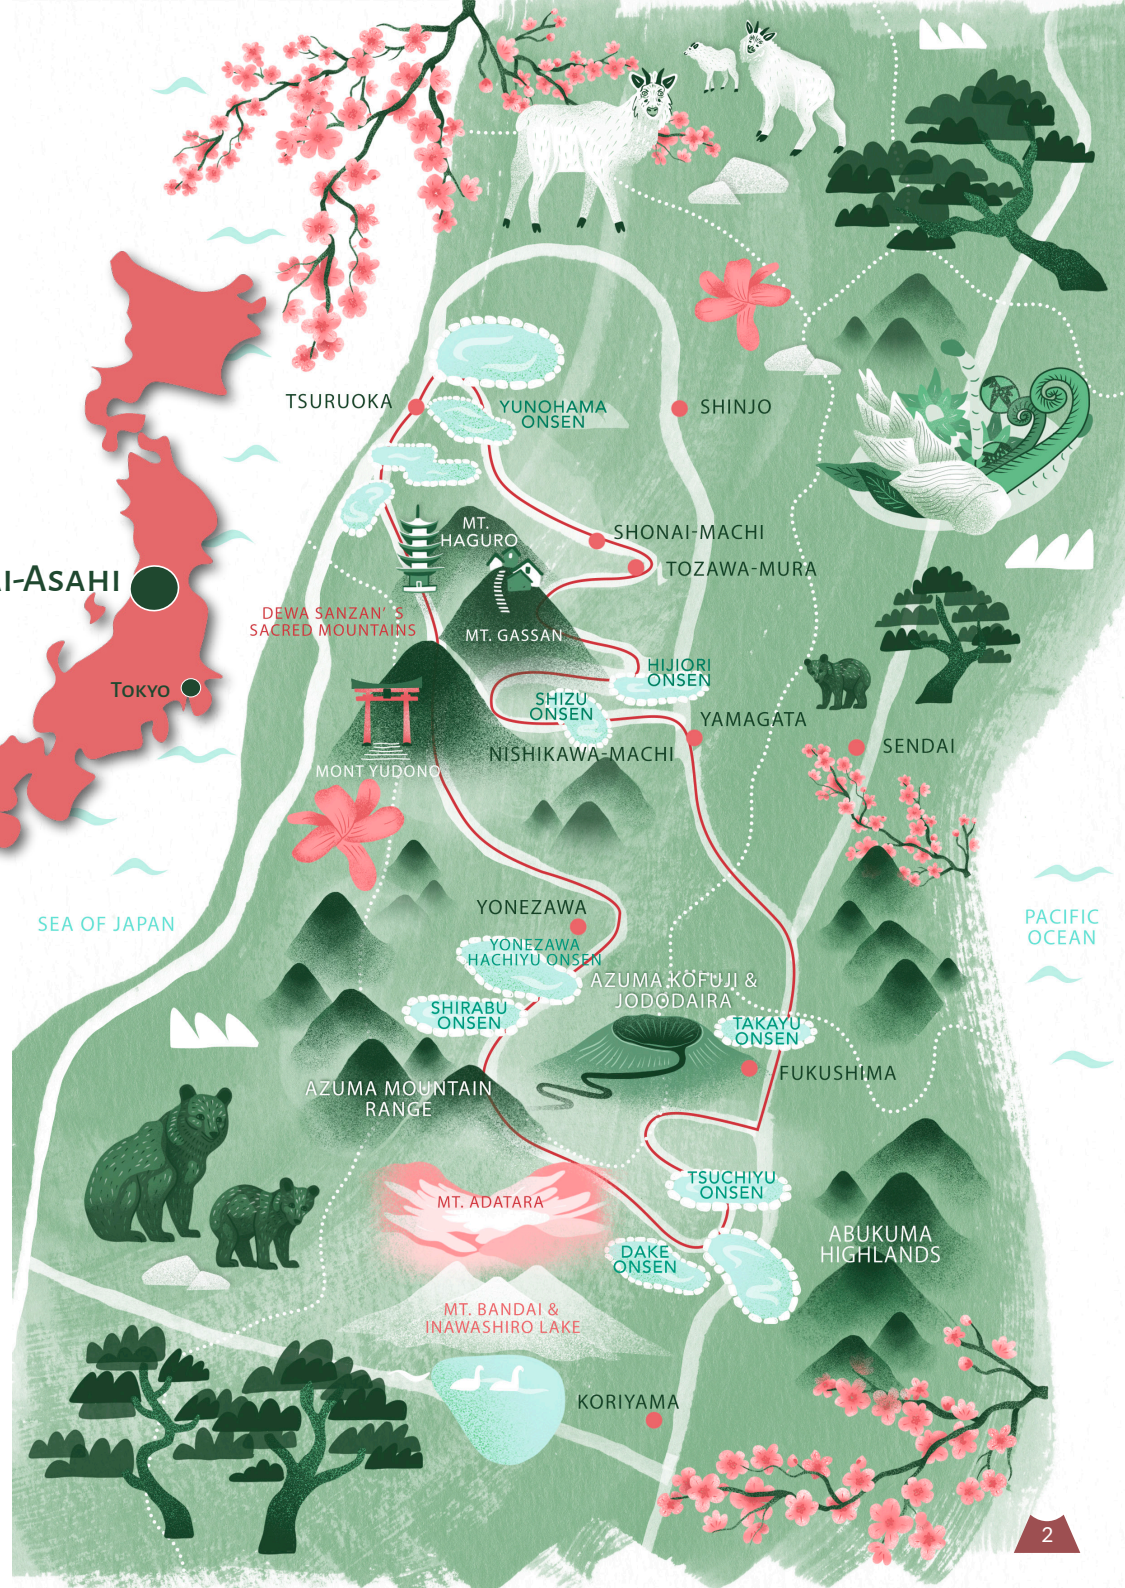 TSURUOKA
YUNOHAMA
ONSEN
SHINJO
MT.
HAGURO
SHONAI-MACHI
TOZAWA-MURA
I-ASAHI
DEWA SANZAN' S
SACRED MOUNTAINS
MT. GASSAN
HIJIORI
ONSEN
TOKYO
SHIZU
ONSEN
YAMAGATA
NISHIKAWA-MACHI
SENDAI
MONT YUDONO
YONEZAWA
SEA OF JAPAN
PACIFIC
OCEAN
YONEZAWA
HACHIYU ONSEN
AZUMA KOFUJI &
JODODAIRA
SHIRABU
ONSEN
TAKAYU
ONSEN
FUKUSHIMA
AZUMA MOUNTAIN
RANGE
TSUCHIYU
ONSEN
MT. ADATARA
ABUKUMA
HIGHLANDS
DAKE
ONSEN
MT. BANDAI &
INAWASHIRO LAKE
KORIYAMA
2